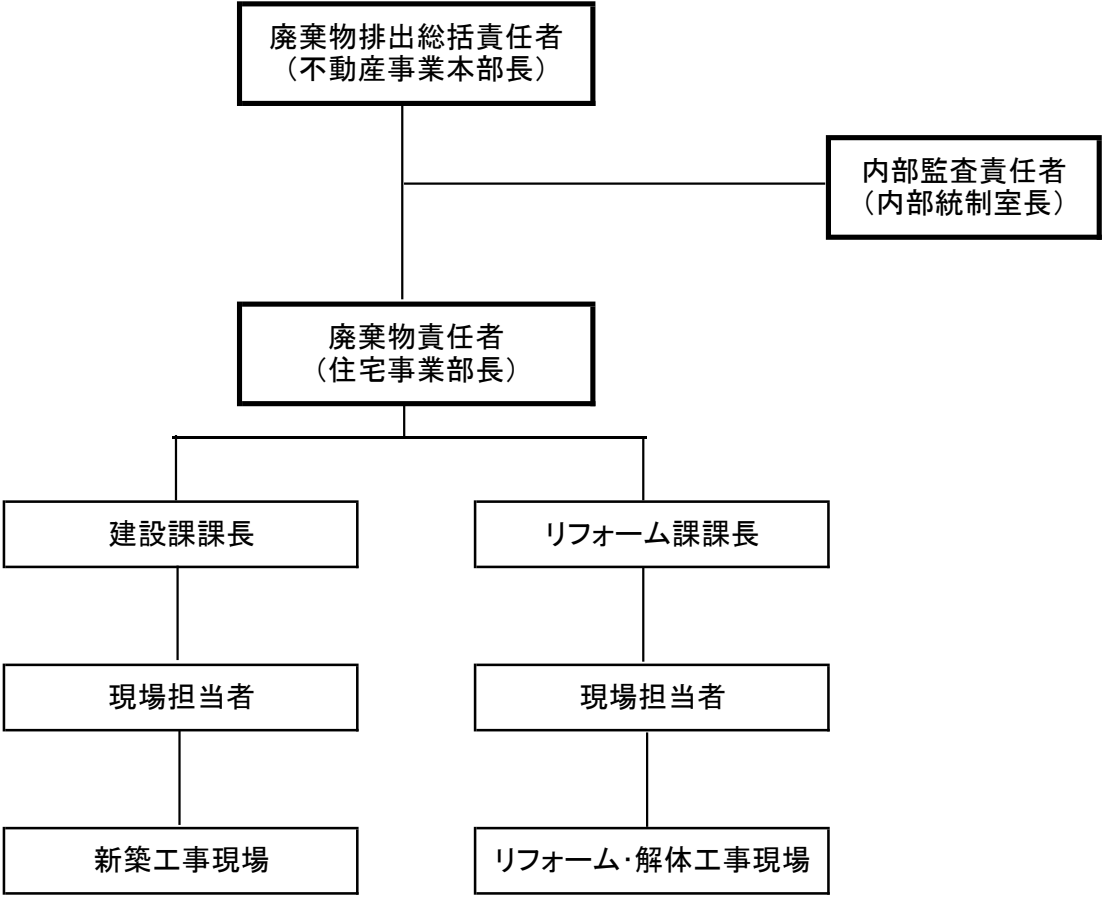 廃棄物排出総括責任者
（不動産事業本部長）
内部監査責任者
（内部統制室長）
廃棄物責任者
（住宅事業部長）
建設課課長
リフォーム課課長
現場担当者
現場担当者
新築工事現場
リフォーム・解体工事現場